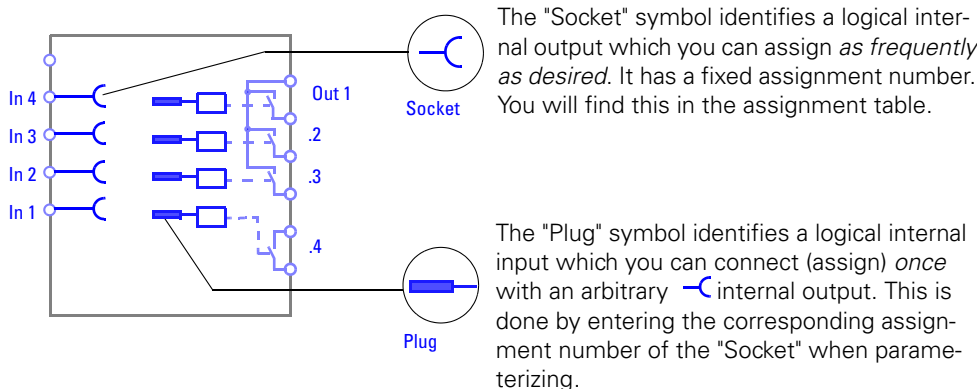 The "Socket" symbol identifies a logical inter-
nal output which you can assign as frequently
as desired. It has a fixed assignment number.
You will find this in the assignment table.
In 4
In 3
In 2
In 1
Out 1
.2
.3
.4
Socket
The "Plug" symbol identifies a logical internal
input which you can connect (assign) once
with an arbitrary internal output. This is
done by entering the corresponding assign-
ment number of the "Socket" when parame-
terizing.
Plug